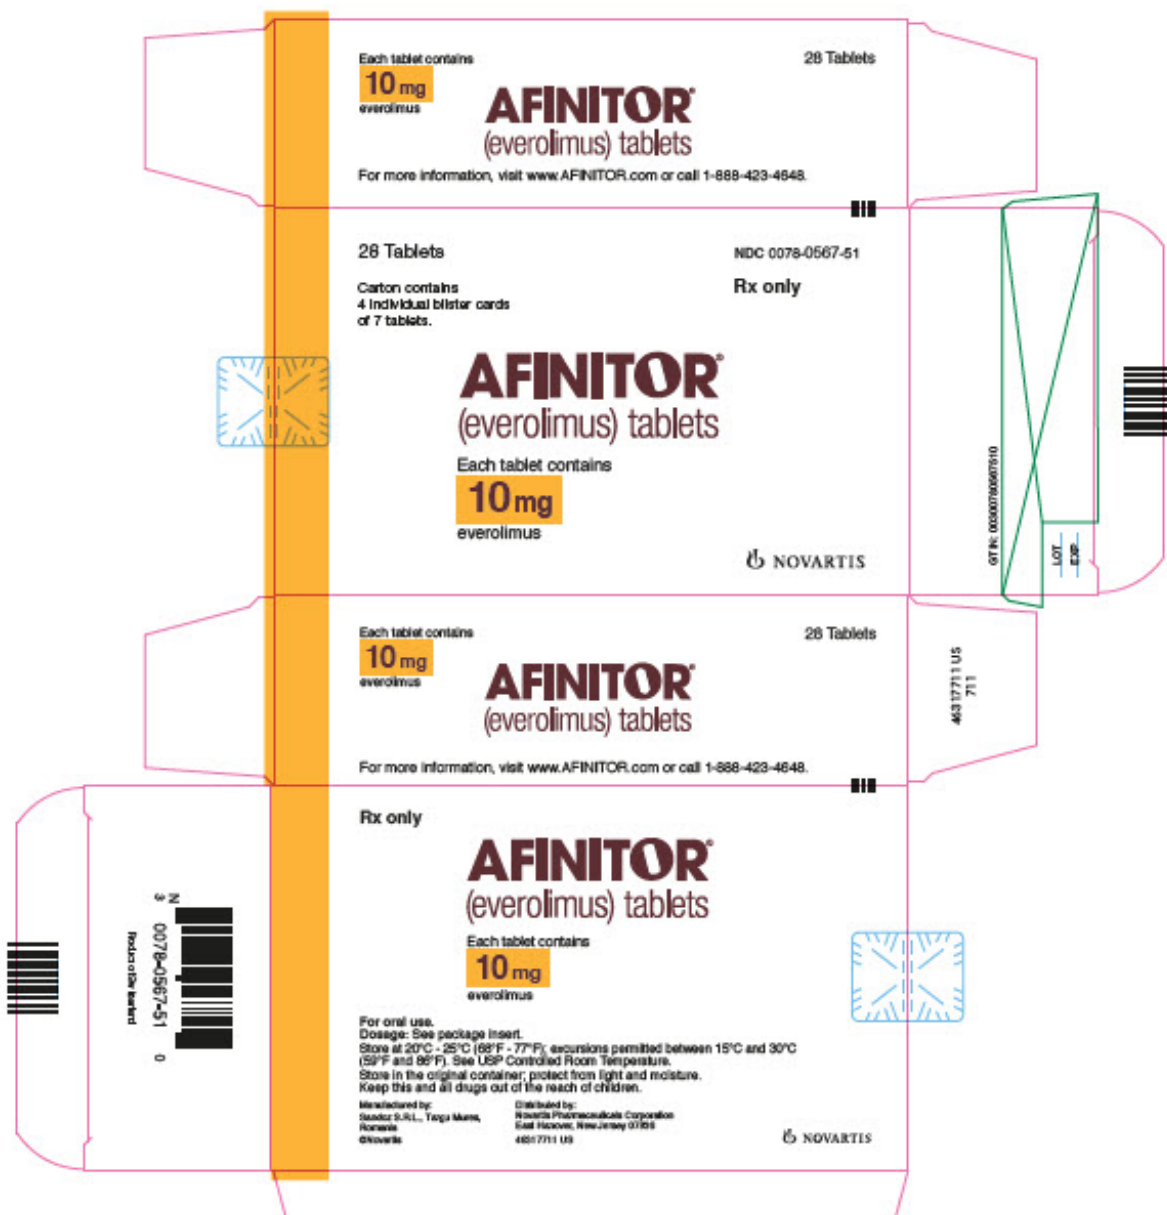 Each tablet contains
10 mg
everolimus
28 Tablets
AFINITOR®
(everolimus) tablets
For more information, visit www.AFINITOR.com or call 1-888-423-4648.
28 Tablets
Carton contains
4 individual blister cards
of 7 tablets.
NDC 0078-0567-51
Rx only
AFINITOR®
(everolimus) tablets
Each tablet contains
10 mg
everolimus
NOVARTIS
GTIN: 00300780567510
LOT
EXP
Each tablet contains
10 mg
everolimus
28 Tablets
AFINITOR®
(everolimus) tablets
For more information, visit www.AFINITOR.com or call 1-888-423-4648.
46317711 US
711
Rx only
AFINITOR®
(everolimus) tablets
Each tablet contains
10 mg
everolimus
For oral use.
Dosage: See package insert.
Store at 20°C - 25°C (68°F - 77°F); excursions permitted between 15°C and 30°C
(59°F and 86°F). See USP Controlled Room Temperature.
Store in the original container; protect from light and moisture.
Keep this and all drugs out of the reach of children.
Manufactured by:
Sandoz S.R.L., Targu Mures,
Romania
©Novartis
Distributed by:
Novartis Pharmaceuticals Corporation
East Hanover, New Jersey 07936
46317711 US
NOVARTIS
N
3 0078-0567-51 0
Product of Switzerland